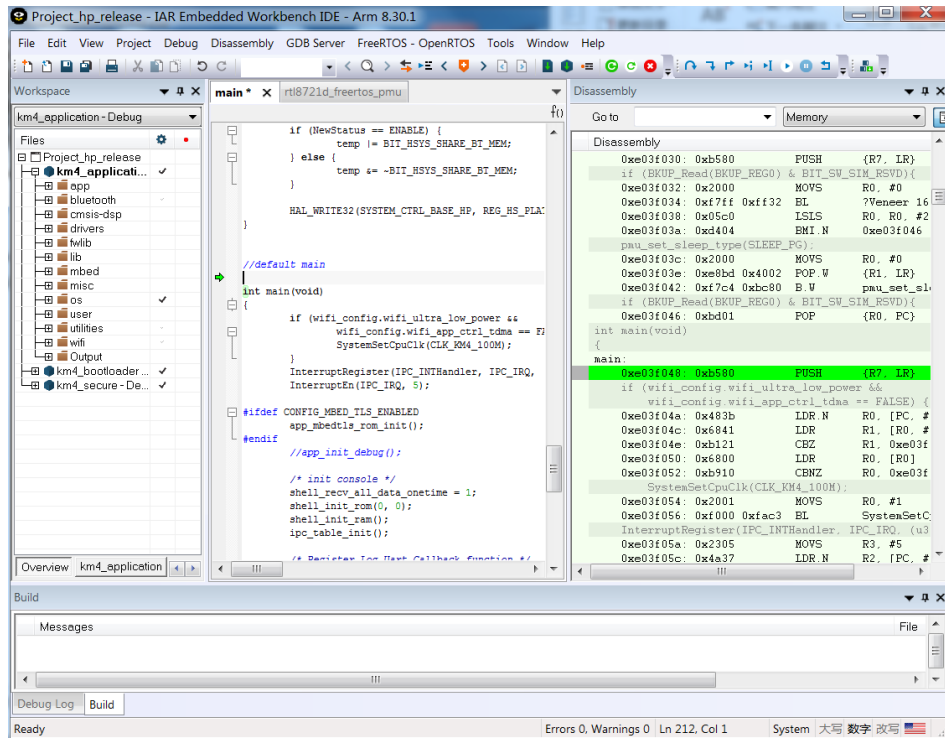 Project_hp_release - IAR Embedded Workbench IDE - Arm 8.30.1
File Edit View Project Debug Disassembly GDB Server FreeRTOS - OpenRTOS Tools Window Help
Workspace
km4_application - Debug
Files
Project_hp_release
km4_applicati...
app
bluetooth
cmsis-dsp
drivers
fwlib
lib
mbed
misc
os
user
utilities
wifi
Output
km4_bootloader ...
km4_secure - De...
Overview km4_application
main * rtl8721d_freertos_pmu
f()
if (NewStatus == ENABLE) {
temp |= BIT_HSYS_SHARE_BT_MEM;
} else {
temp &= ~BIT_HSYS_SHARE_BT_MEM;
}
HAL_WRITE32(SYSTEM_CTRL_BASE_HP, REG_HS_PLA
}
//default main
int main(void)
{
if (wifi_config.wifi_ultra_low_power &&
wifi_config.wifi_app_ctrl_tdma == FA
SystemSetCpuClk(CLK_KM4_100M);
}
InterruptRegister(IPC_INTHandler, IPC_IRQ,
InterruptEn(IPC_IRQ, 5);
#ifdef CONFIG_MBED_TLS_ENABLED
app_mbedtls_rom_init();
#endif
//app_init_debug();
/* init console */
shell_recv_all_data_onetime = 1;
shell_init_rom(0, 0);
shell_init_ram();
ipc_table_init();
/* Register Log Uart Callback function */
Disassembly
Go to Memory
Disassembly
0xe03f030: 0xb580 PUSH {R7, LR}
if (BKUP_Read(BKUP_REG0) & BIT_SW_SIM_RSVD){
0xe03f032: 0x2000 MOVS R0, #0
0xe03f034: 0xf7ff 0xff32 BL ?Veneer 16
0xe03f038: 0x05c0 LSLS R0, R0, #2
0xe03f03a: 0xd404 BMI.N 0xe03f046
pmu_set_sleep_type(SLEEP_PG);
0xe03f03c: 0x2000 MOVS R0, #0
0xe03f03e: 0xe8bd 0x4002 POP.W {R1, LR}
0xe03f042: 0xf7c4 0xbc80 B.W pmu_set_sl
if (BKUP_Read(BKUP_REG0) & BIT_SW_SIM_RSVD){
0xe03f046: 0xbd01 POP {R0, PC}
int main(void)
{
main:
0xe03f048: 0xb580 PUSH {R7, LR}
if (wifi_config.wifi_ultra_low_power &&
wifi_config.wifi_app_ctrl_tdma == FALSE) {
0xe03f04a: 0x483b LDR.N R0, [PC, #
0xe03f04c: 0x6841 LDR R1, [R0, #
0xe03f04e: 0xb121 CBZ R1, 0xe03f
0xe03f050: 0x6800 LDR R0, [R0]
0xe03f052: 0xb910 CBNZ R0, 0xe03f
SystemSetCpuClk(CLK_KM4_100M);
0xe03f054: 0x2001 MOVS R0, #1
0xe03f056: 0xf000 0xfac3 BL SystemSetC
InterruptRegister(IPC_INTHandler, IPC_IRQ, (u3
0xe03f05a: 0x2305 MOVS R3, #5
0xe03f05c: 0x4a37 LDR.N R2, [PC, #
Build
Messages File
Debug Log Build
Ready Errors 0, Warnings 0 Ln 212, Col 1 System 大写 数字 改写